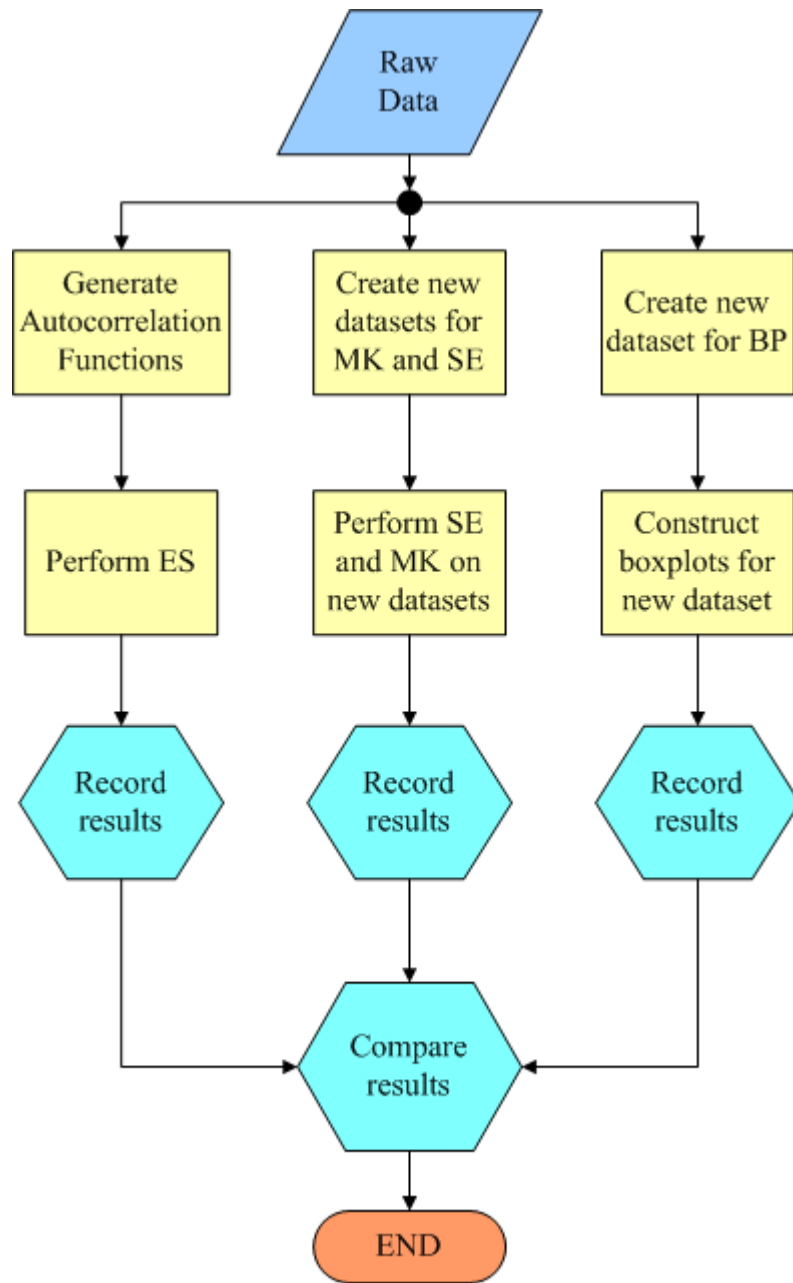 Raw
Data
Generate
Autocorrelation
Functions
Create new
datasets for
MK and SE
Create new
dataset for BP
Perform ES
Perform SE
and MK on
new datasets
Construct
boxplots for
new dataset
Record
results
Record
results
Record
results
Compare
results
END